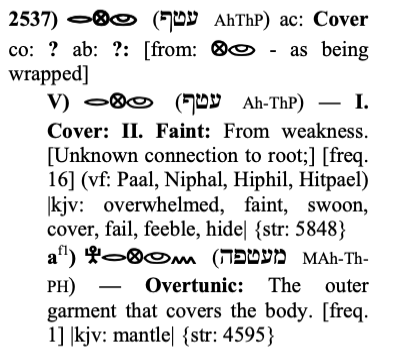 2537) (עטף AhThP) ac: Cover
co: ? ab: ?: [from: - as being
wrapped]
V) (עטף Ah-ThP) — I.
Cover: II. Faint: From weakness.
[Unknown connection to root;] [freq.
16] (vf: Paal, Niphal, Hiphil, Hitpael)
|kjv: overwhelmed, faint, swoon,
cover, fail, feeble, hide| {str: 5848}
a^f1) (מעטפה MAh-Th-
PH) — Overtunic: The outer
garment that covers the body. [freq.
1] |kjv: mantle| {str: 4595}